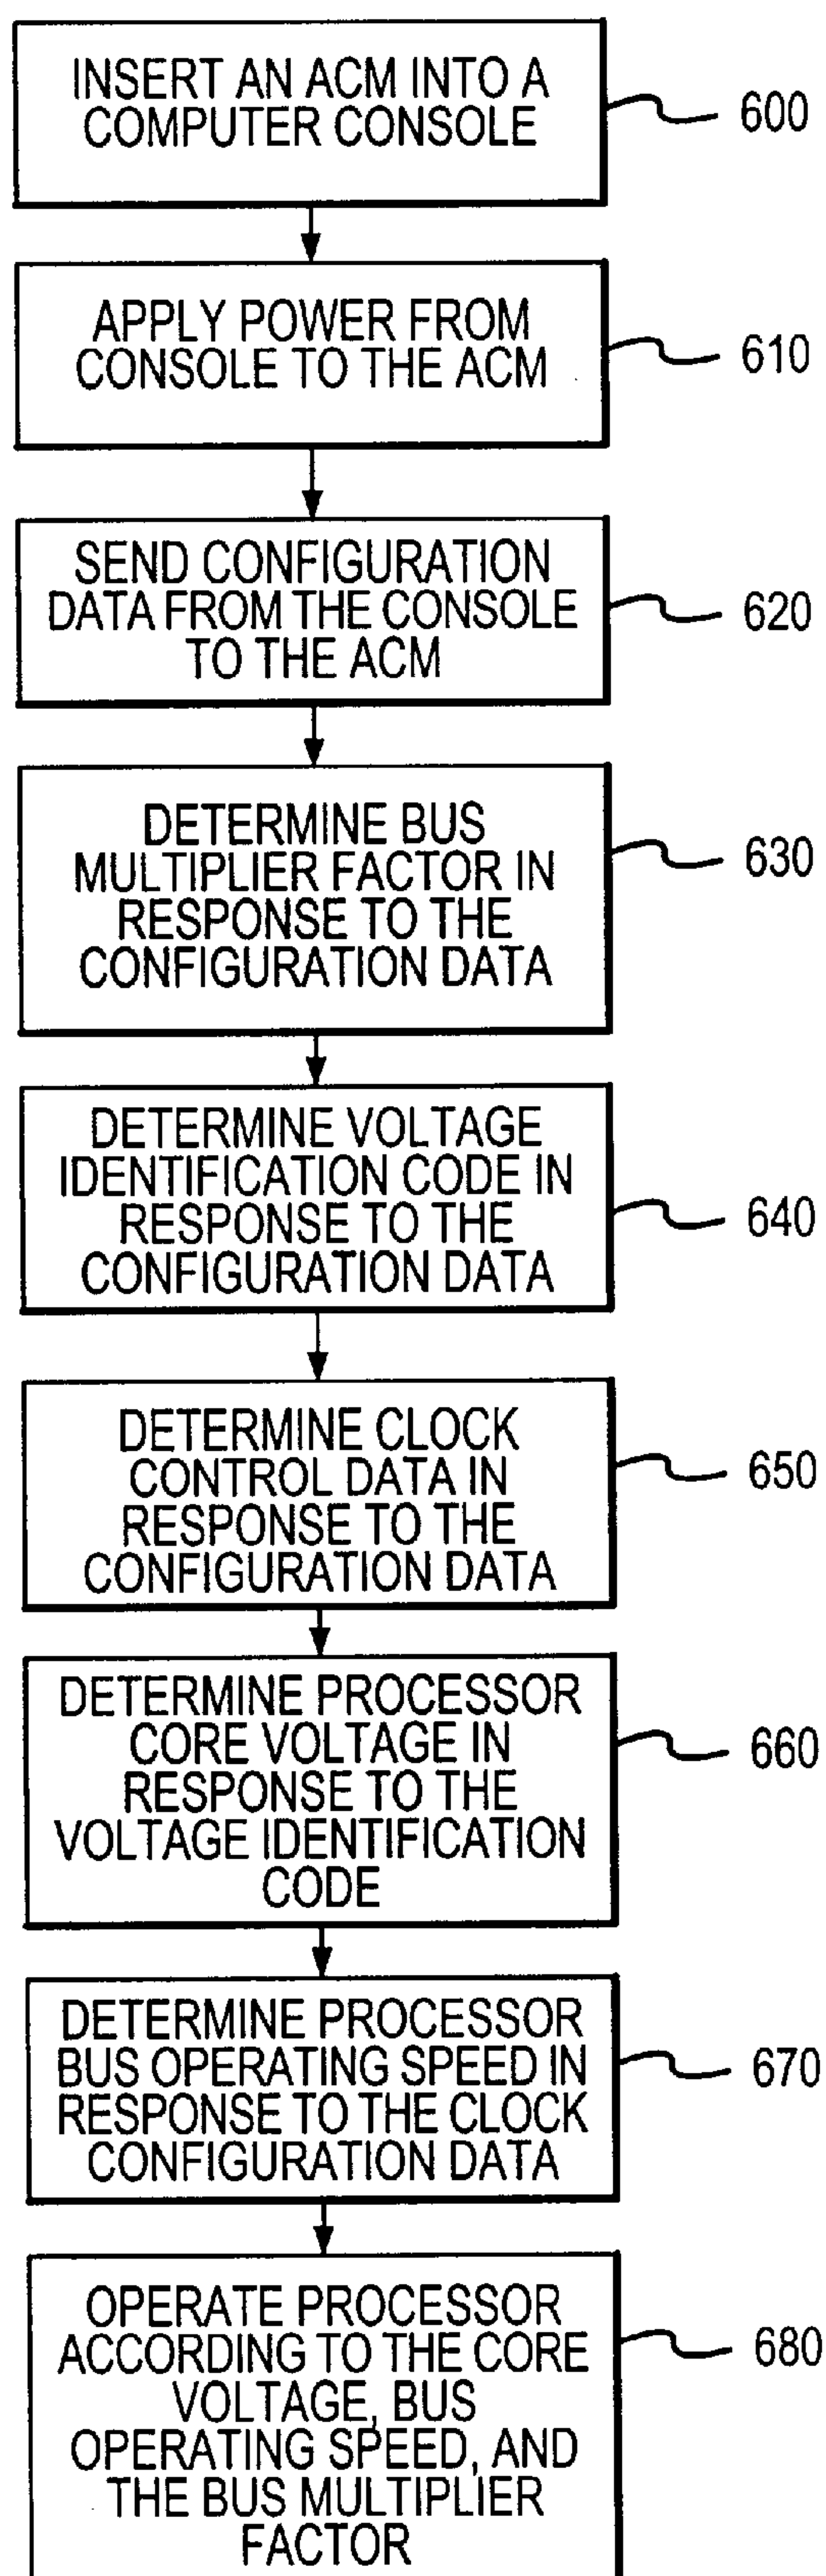 INSERT AN ACM INTO A
COMPUTER CONSOLE
600
APPLY POWER FROM
CONSOLE TO THE ACM
610
SEND CONFIGURATION
DATA FROM THE CONSOLE
TO THE ACM
620
DETERMINE BUS
MULTIPLIER FACTOR IN
RESPONSE TO THE
CONFIGURATION DATA
630
DETERMINE VOLTAGE
IDENTIFICATION CODE IN
RESPONSE TO THE
CONFIGURATION DATA
640
DETERMINE CLOCK
CONTROL DATA IN
RESPONSE TO THE
CONFIGURATION DATA
650
DETERMINE PROCESSOR
CORE VOLTAGE IN
RESPONSE TO THE
VOLTAGE IDENTIFICATION
CODE
660
DETERMINE PROCESSOR
BUS OPERATING SPEED IN
RESPONSE TO THE CLOCK
CONFIGURATION DATA
670
OPERATE PROCESSOR
ACCORDING TO THE CORE
VOLTAGE, BUS
OPERATING SPEED, AND
THE BUS MULTIPLIER
FACTOR
680